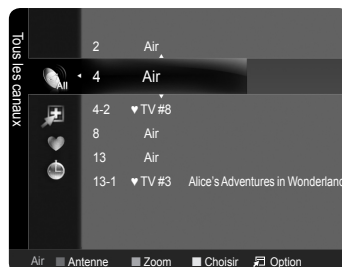 Tous les canaux
2 Air
All 4 Air
4-2 ♥ TV #8
8 Air
13 Air
13-1 ♥ TV #3 Alice's Adventures in Wonderland
Air Antenne Zoom Choisir Option